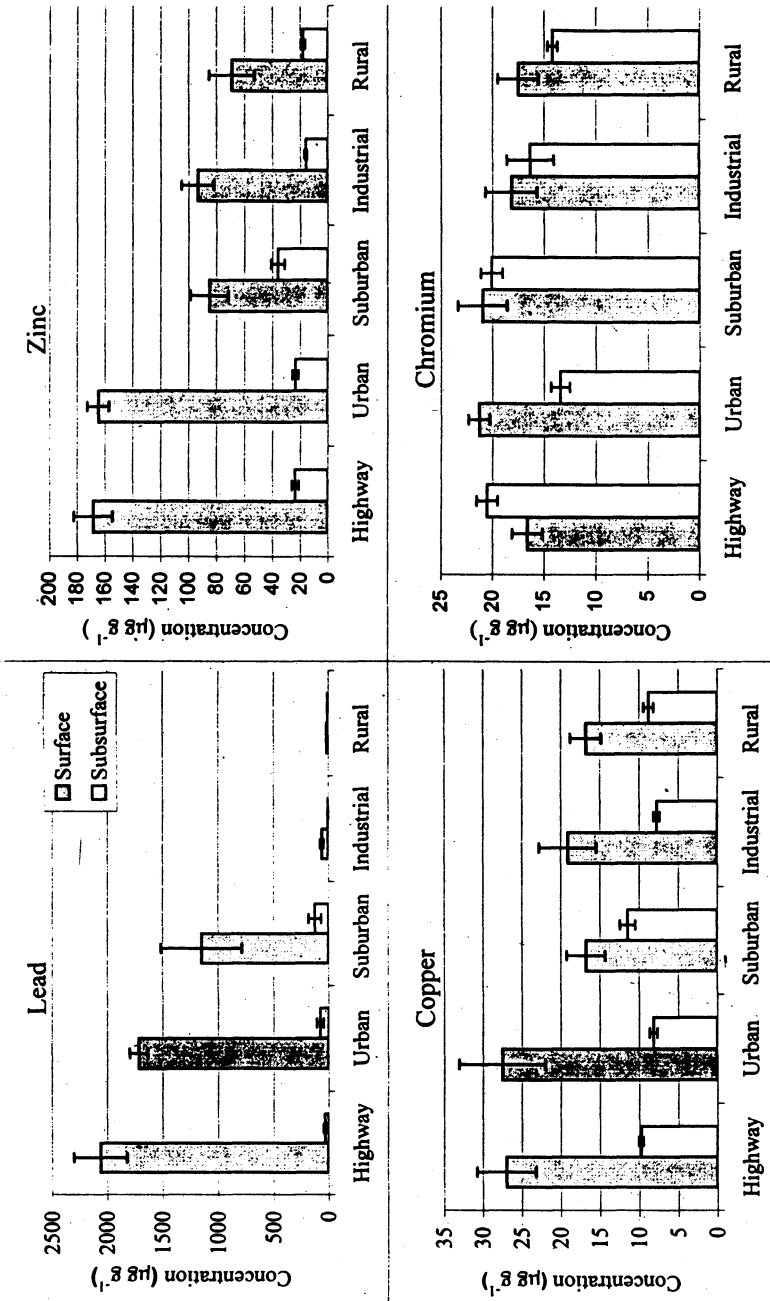 Lead
Concentration (µg g⁻¹)
2500
2000
1500
1000
500
0
Highway Urban Suburban Industrial Rural
Surface
Subsurface
Zinc
Concentration (µg g⁻¹)
200
180
160
140
120
100
80
60
40
20
0
Highway Urban Suburban Industrial Rural
Copper
Concentration (µg g⁻¹)
35
30
25
20
15
10
5
0
Highway Urban Suburban Industrial Rural
Chromium
Concentration (µg g⁻¹)
25
20
15
10
5
0
Highway Urban Suburban Industrial Rural